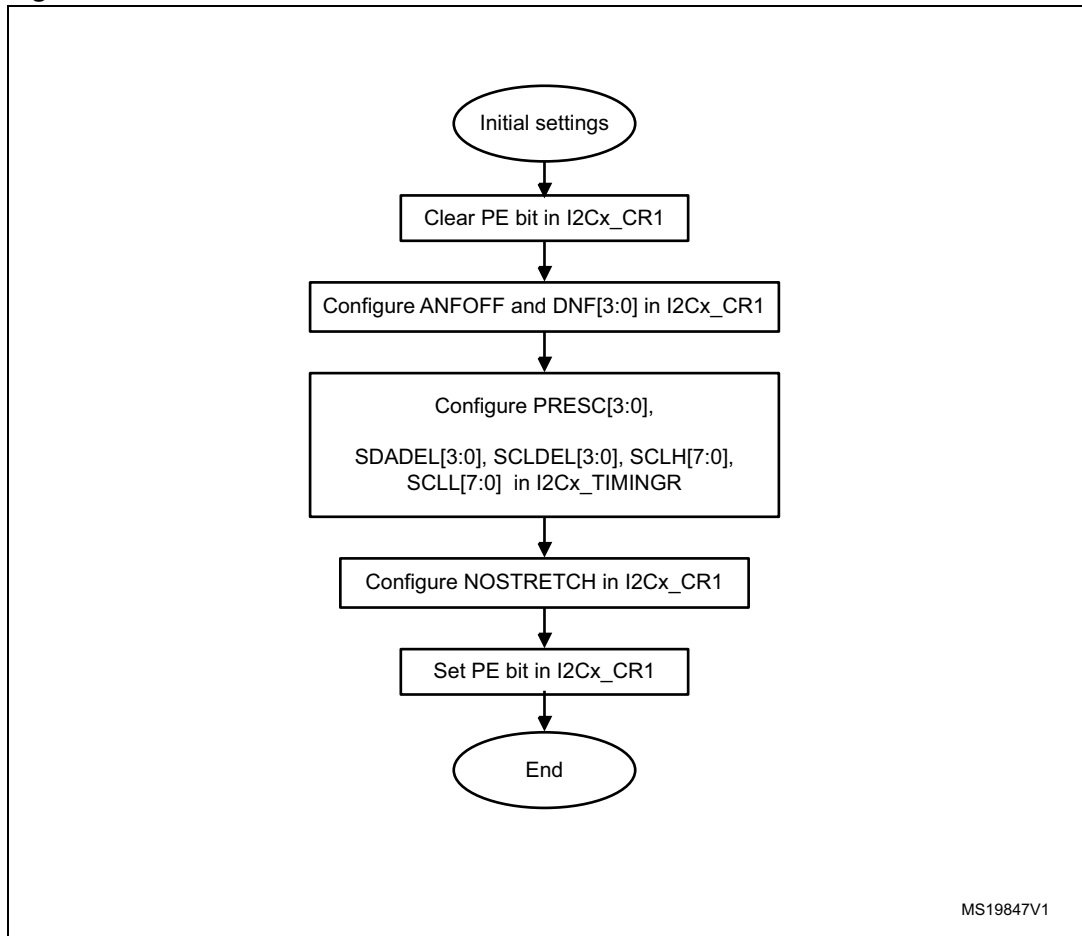 Initial settings
Clear PE bit in I2Cx_CR1
Configure ANFOFF and DNF[3:0] in I2Cx_CR1
Configure PRESC[3:0],
SDADEL[3:0], SCLDEL[3:0], SCLH[7:0],
SCLL[7:0] in I2Cx_TIMINGR
Configure NOSTRETCH in I2Cx_CR1
Set PE bit in I2Cx_CR1
End
MS19847V1